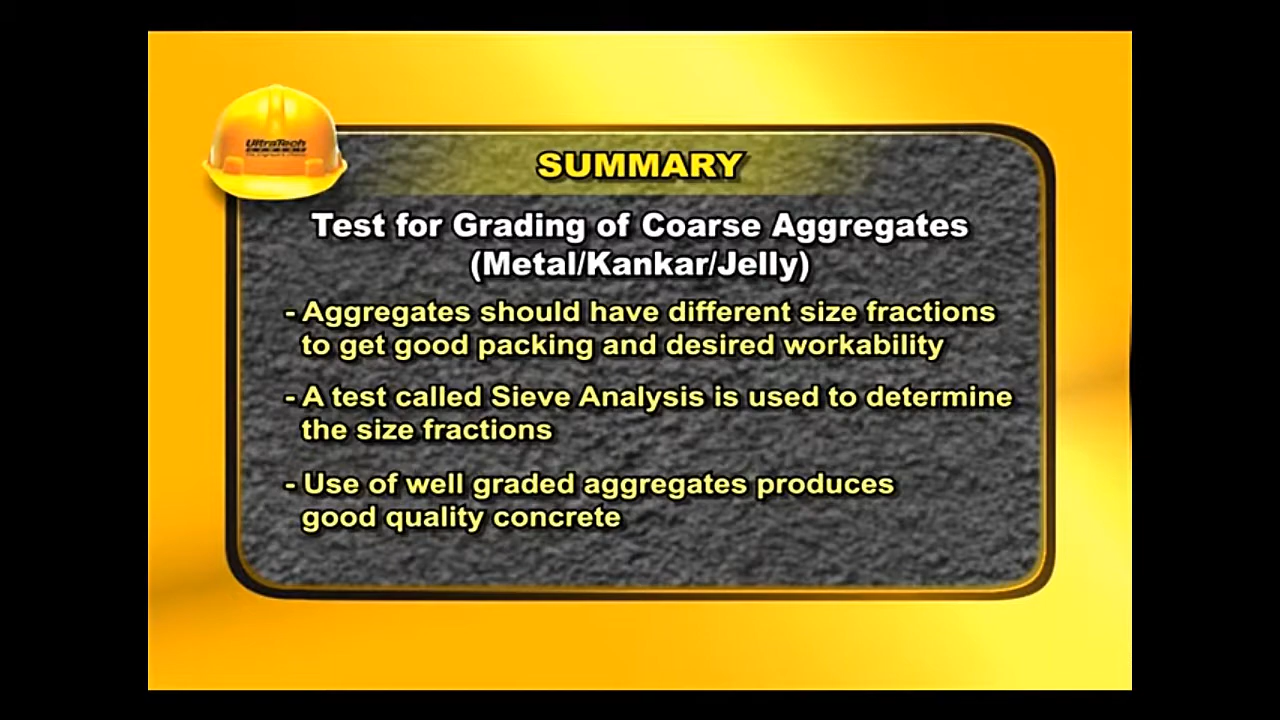 UltraTech
CEMENT
SUMMARY
Test for Grading of Coarse Aggregates
(Metal/Kankar/Jelly)
- Aggregates should have different size fractions
to get good packing and desired workability
- A test called Sieve Analysis is used to determine
the size fractions
- Use of well graded aggregates produces
good quality concrete